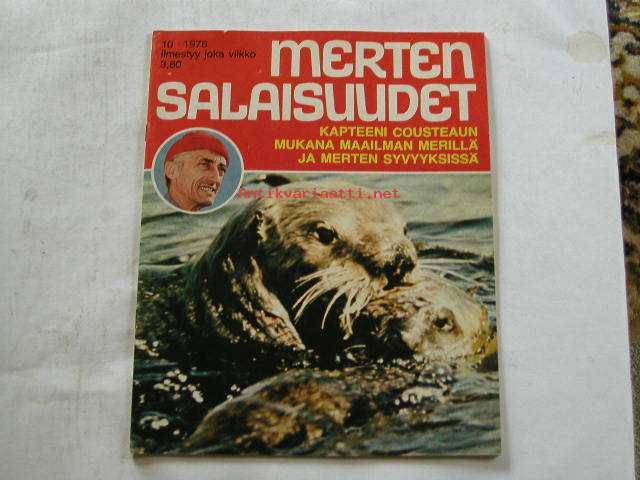 10 · 1976
Ilmestyy joka viikko
3,80
MERTEN
SALAISUUDET
KAPTEENI COUSTEAUN
MUKANA MAAILMAN MERILLÄ
JA MERTEN SYVYYKSISSÄ
Antikvariaatti.net